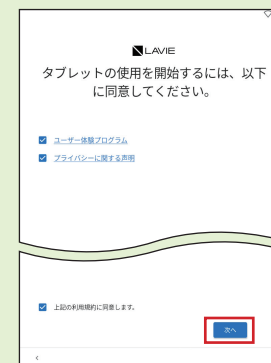 LAVIE
タブレットの使用を開始するには、以下
に同意してください。
ユーザー体験プログラム
プライバシーに関する声明
上記の利用規約に同意します。
次へ